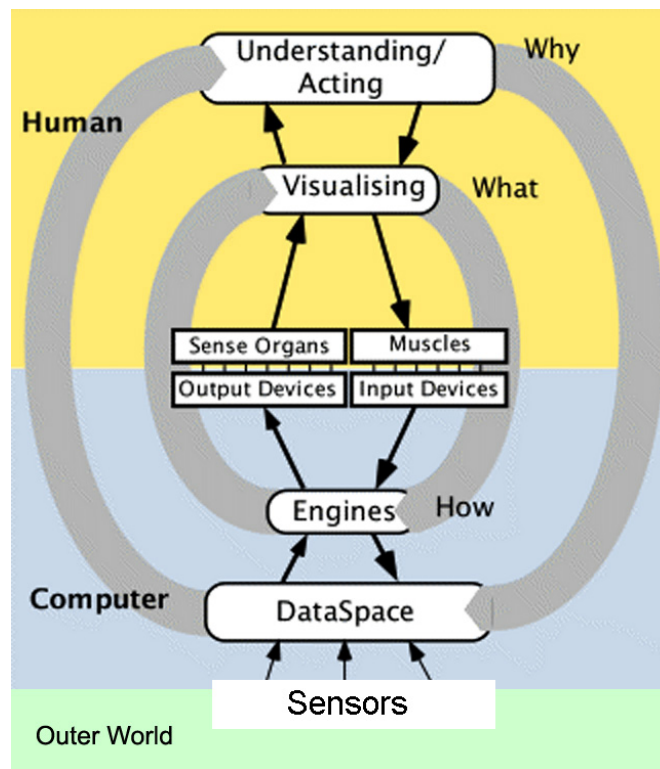 Understanding/
Acting
Why
Human
Visualising
What
Sense Organs
Muscles
Output Devices
Input Devices
Engines
How
Computer
DataSpace
Sensors
Outer World